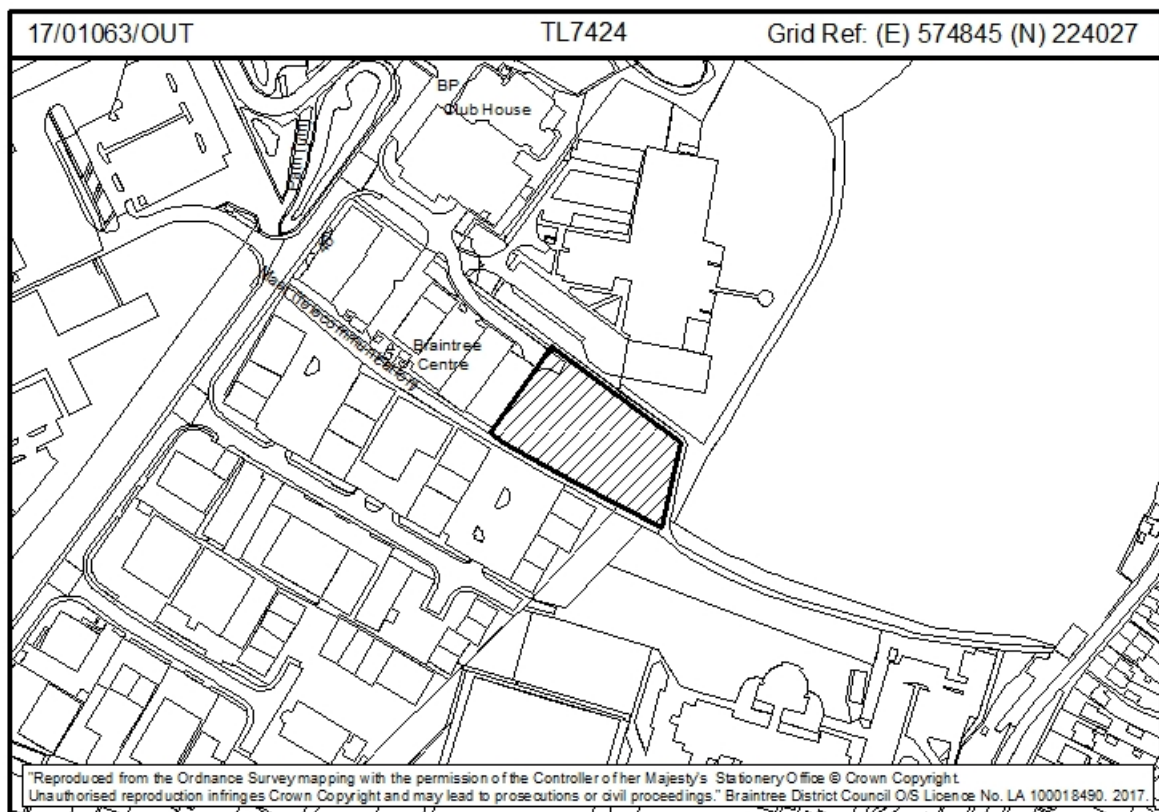 17/01063/OUT TL7424 Grid Ref: (E) 574845 (N) 224027
BP
Club House
Braintree
Centre
"Reproduced from the Ordnance Survey mapping with the permission of the Controller of her Majesty's Stationery Office © Crown Copyright.
Unauthorised reproduction infringes Crown Copyright and may lead to prosecutions or civil proceedings." Braintree District Council O/S Licence No. LA 100018490. 2017.